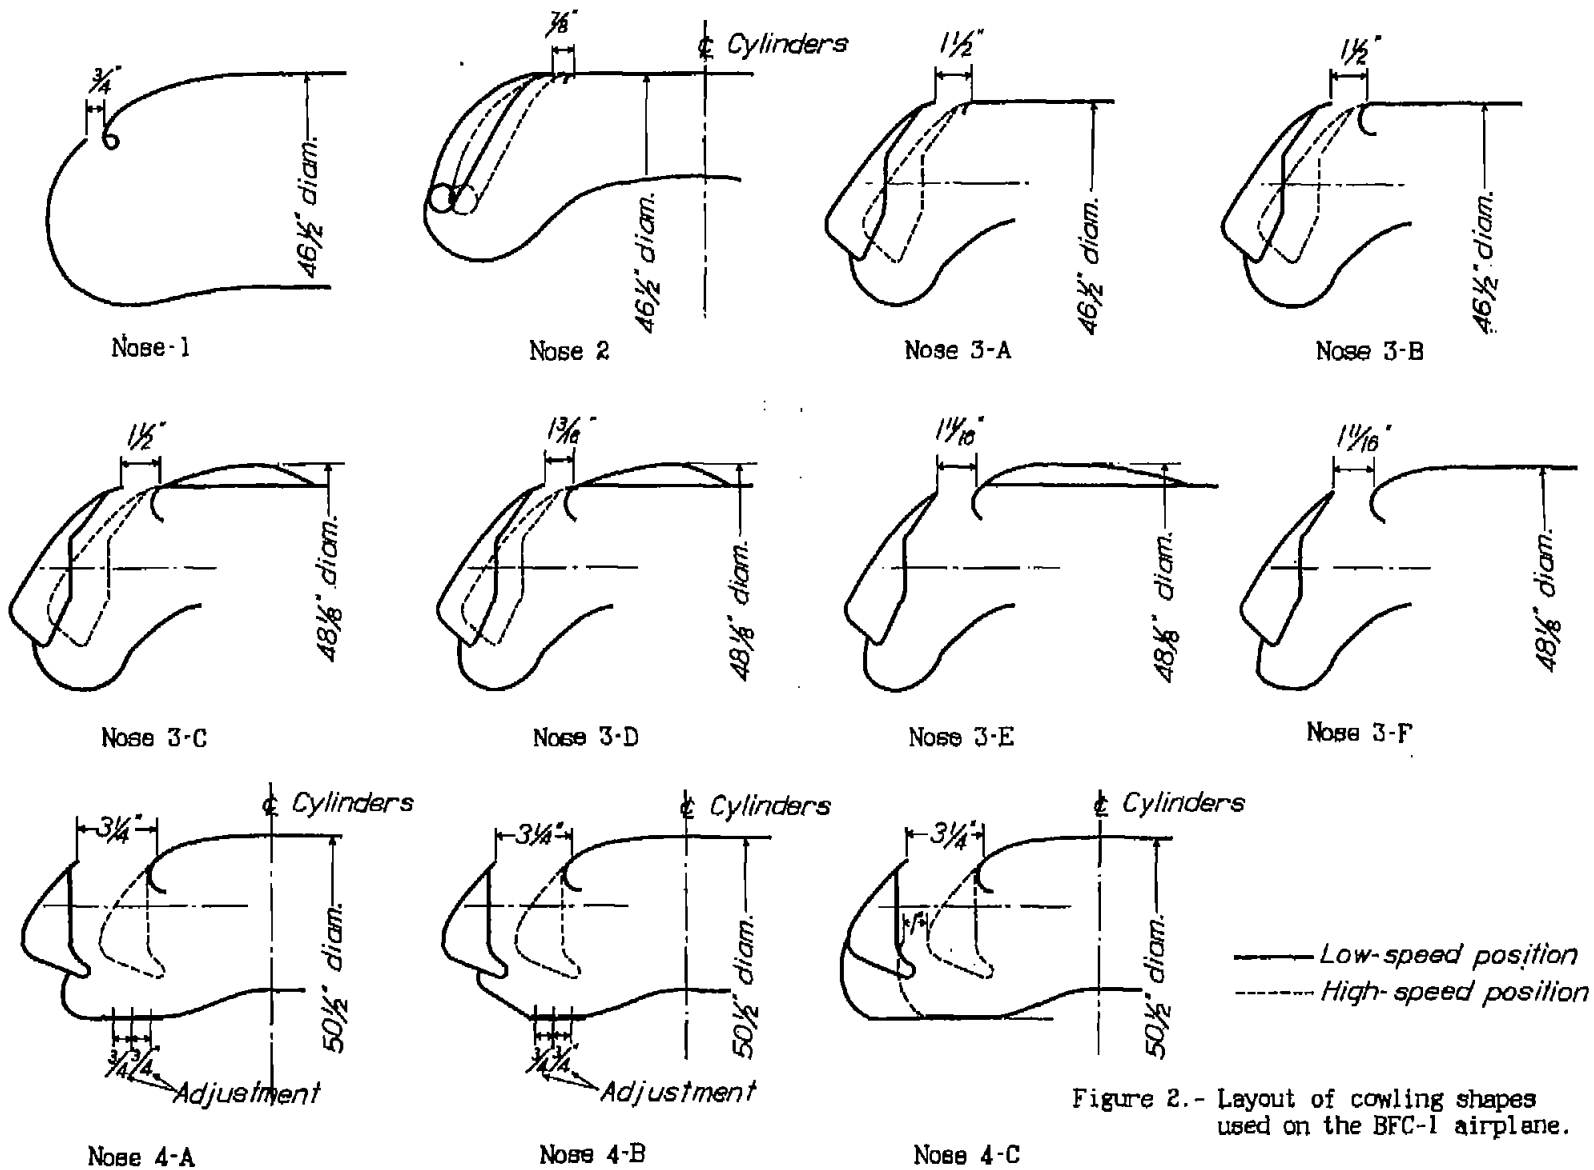 3/4"
7/8"
℄ Cylinders
1 1/2"
1 1/2"
46 1/2" diam.
46 1/2" diam.
46 1/2" diam.
46 1/2" diam.
Nose-1
Nose 2
Nose 3-A
Nose 3-B
1 1/2"
1 3/16"
1 11/16"
1 11/16"
48 1/8" diam.
48 1/8" diam.
48 1/8" diam.
48 1/8" diam.
Nose 3-C
Nose 3-D
Nose 3-E
Nose 3-F
℄ Cylinders
℄ Cylinders
℄ Cylinders
3 1/4"
3 1/4"
3 1/4"
1"
50 1/2" diam.
50 1/2" diam.
50 1/2" diam.
Low-speed position
High-speed position
3/4 3/4"
Adjustment
3/4 3/4"
Adjustment
Figure 2.- Layout of cowling shapes
used on the BFC-1 airplane.
Nose 4-A
Nose 4-B
Nose 4-C